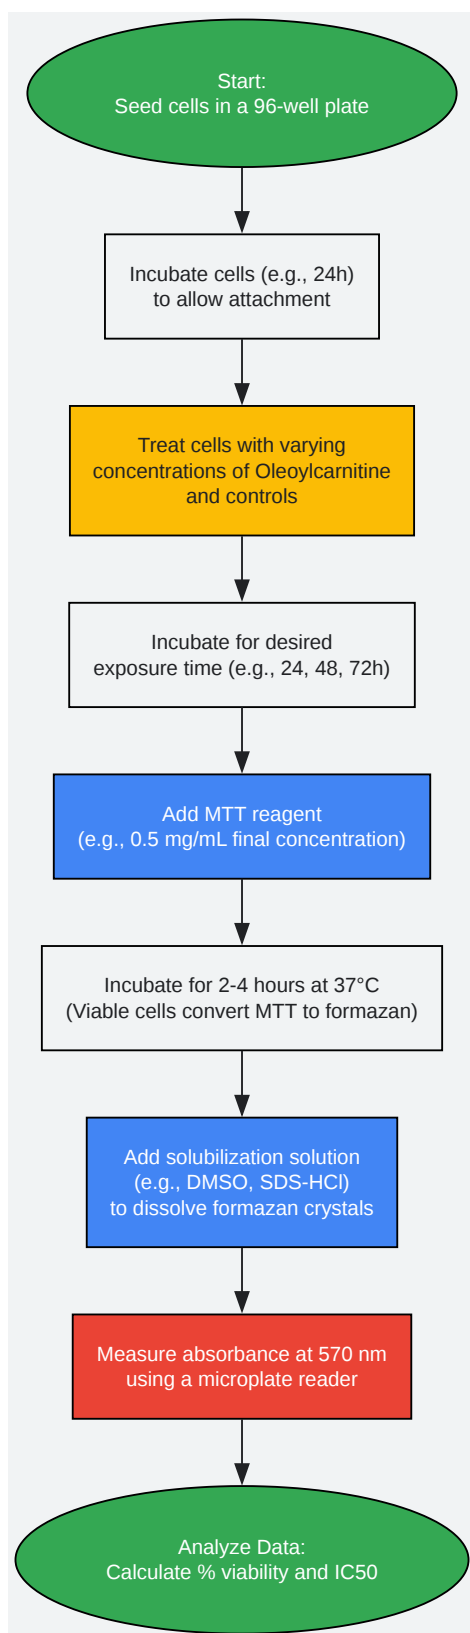 Start:
Seed cells in a 96-well plate
Incubate cells (e.g., 24h)
to allow attachment
Treat cells with varying
concentrations of Oleoylcarnitine
and controls
Incubate for desired
exposure time (e.g., 24, 48, 72h)
Add MTT reagent
(e.g., 0.5 mg/mL final concentration)
Incubate for 2-4 hours at 37°C
(Viable cells convert MTT to formazan)
Add solubilization solution
(e.g., DMSO, SDS-HCl)
to dissolve formazan crystals
Measure absorbance at 570 nm
using a microplate reader
Analyze Data:
Calculate % viability and IC50